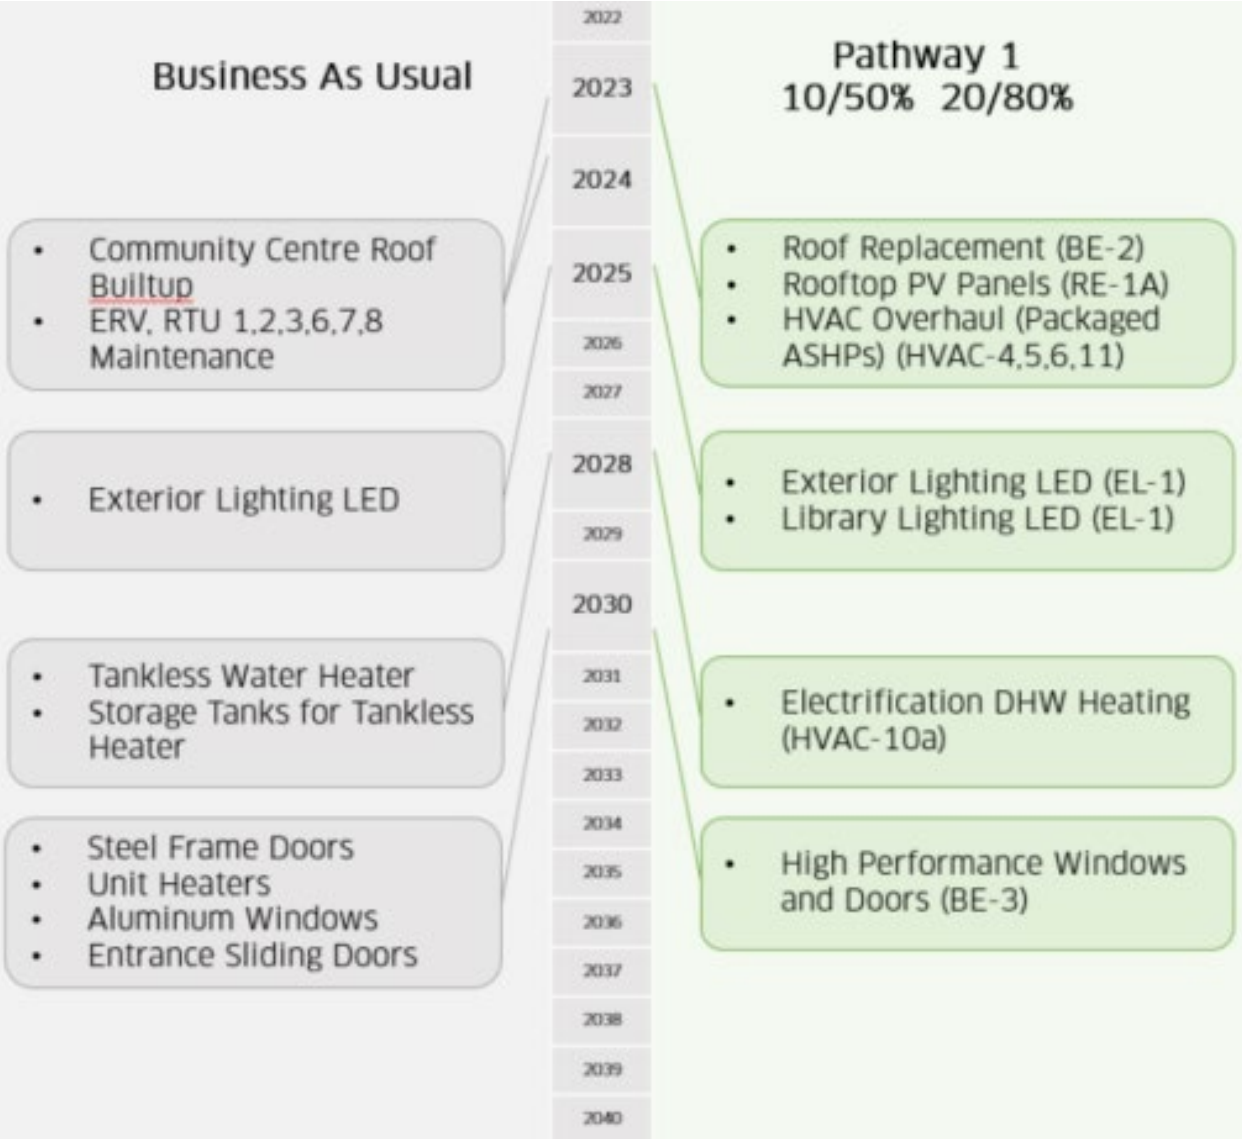 Business As Usual
• Community Centre Roof
Builtup
• ERV, RTU 1,2,3,6,7,8
Maintenance
• Exterior Lighting LED
• Tankless Water Heater
• Storage Tanks for Tankless
Heater
• Steel Frame Doors
• Unit Heaters
• Aluminum Windows
• Entrance Sliding Doors
2022
2023
2024
2025
2026
2027
2028
2029
2030
2031
2032
2033
2034
2035
2036
2037
2038
2039
2040
Pathway 1
10/50% 20/80%
• Roof Replacement (BE-2)
• Rooftop PV Panels (RE-1A)
• HVAC Overhaul (Packaged
ASHPs) (HVAC-4,5,6,11)
• Exterior Lighting LED (EL-1)
• Library Lighting LED (EL-1)
• Electrification DHW Heating
(HVAC-10a)
• High Performance Windows
and Doors (BE-3)